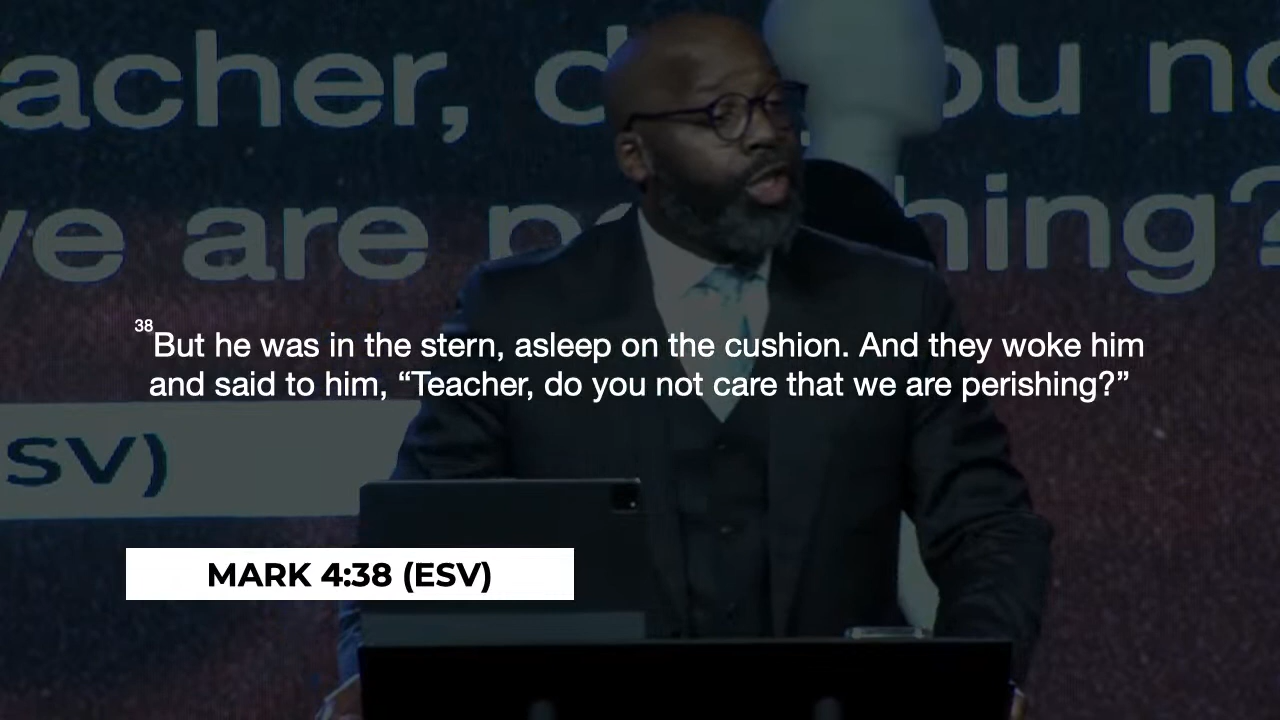 acher, d ou no
ve are p hing?
38
But he was in the stern, asleep on the cushion. And they woke him
and said to him, “Teacher, do you not care that we are perishing?”
SV)
MARK 4:38 (ESV)